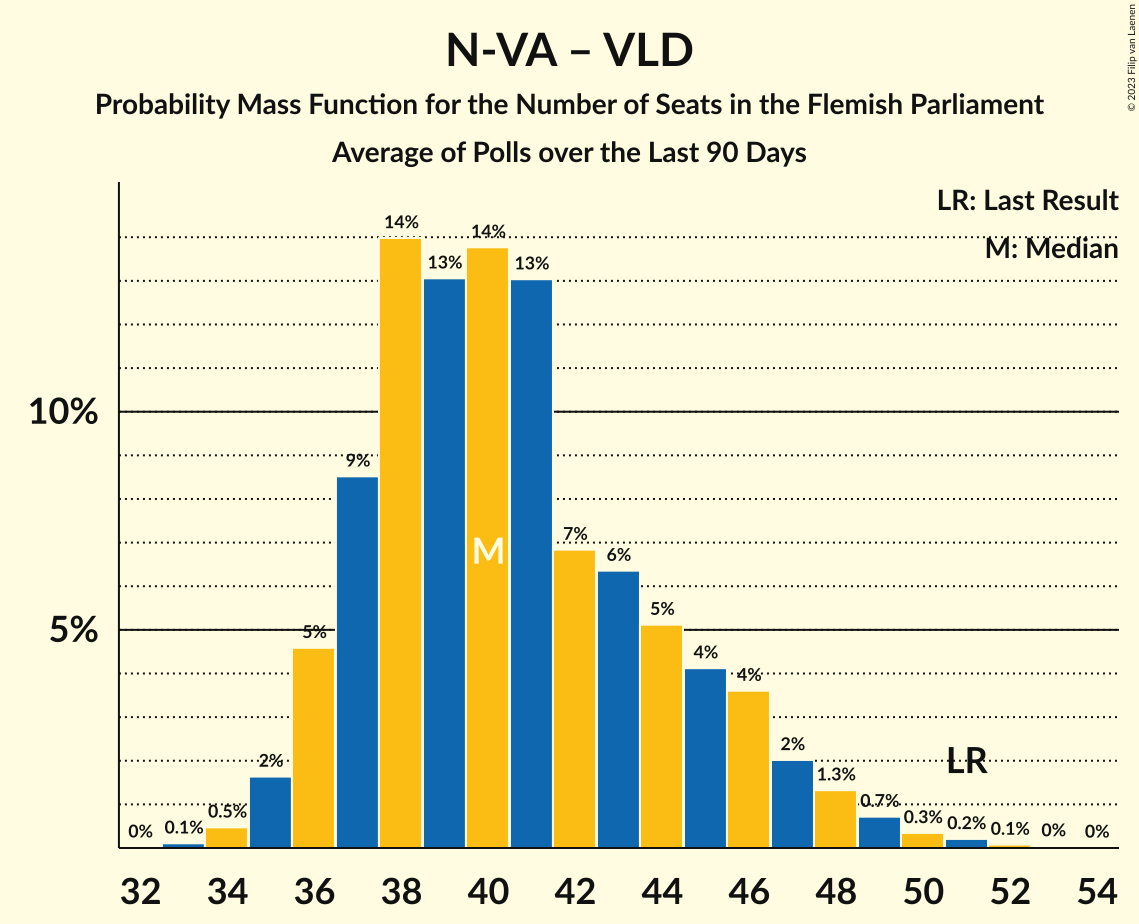 N-VA – VLD
Probability Mass Function for the Number of Seats in the Flemish Parliament
Average of Polls over the Last 90 Days
© 2023 Filip van Laenen
LR: Last Result
M: Median
14%
14%
13%
13%
10%
9%
M
7%
6%
5%
5%
5%
4%
4%
2%
2%
LR
1.3%
0.7%
0.5%
0.3%
0.2%
0.1%
0.1%
0%
0%
0%
32 34 36 38 40 42 44 46 48 50 52 54